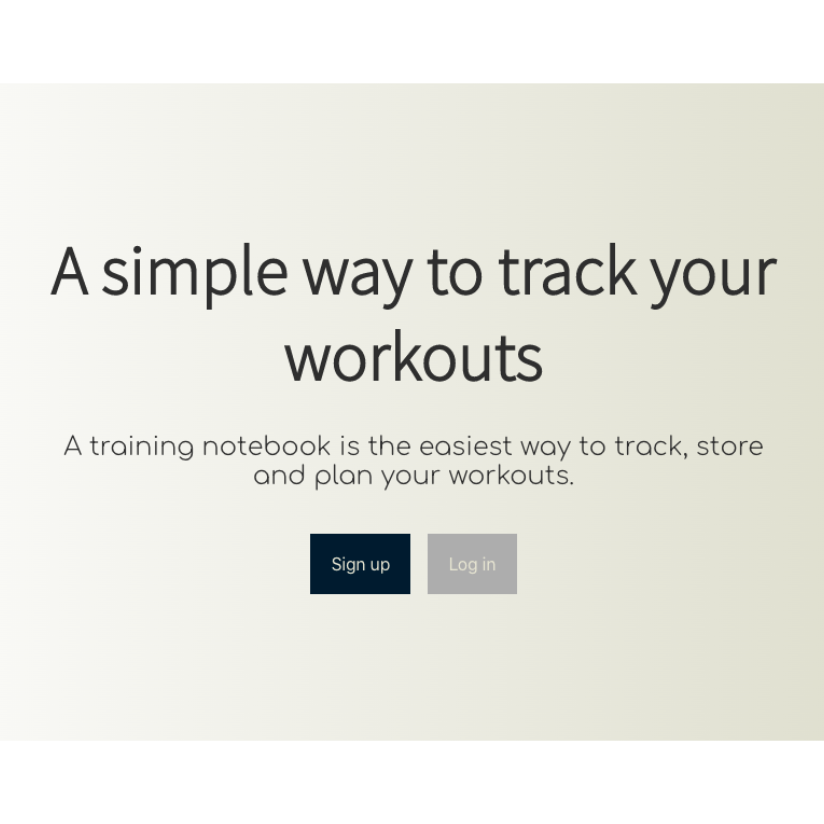 A simple way to track your
workouts
A training notebook is the easiest way to track, store
and plan your workouts.
Sign up
Log in